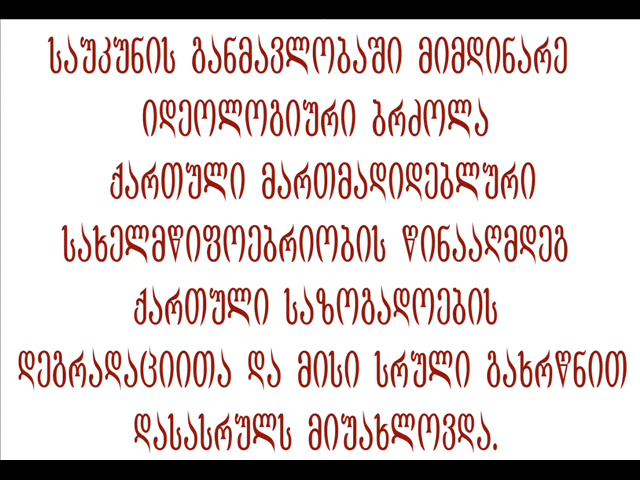 საუკუნის განმავლობაში მიმდინარე
იდეოლოგიური ბრძოლა
ქართული მართმადიდებლური
სახელმწიფოებრიობის წინააღმდეგ
ქართული საზოგადოების
დეგრადაციითა და მისი სრული გახრწნით
დასასრულს მიუახლოვდა.